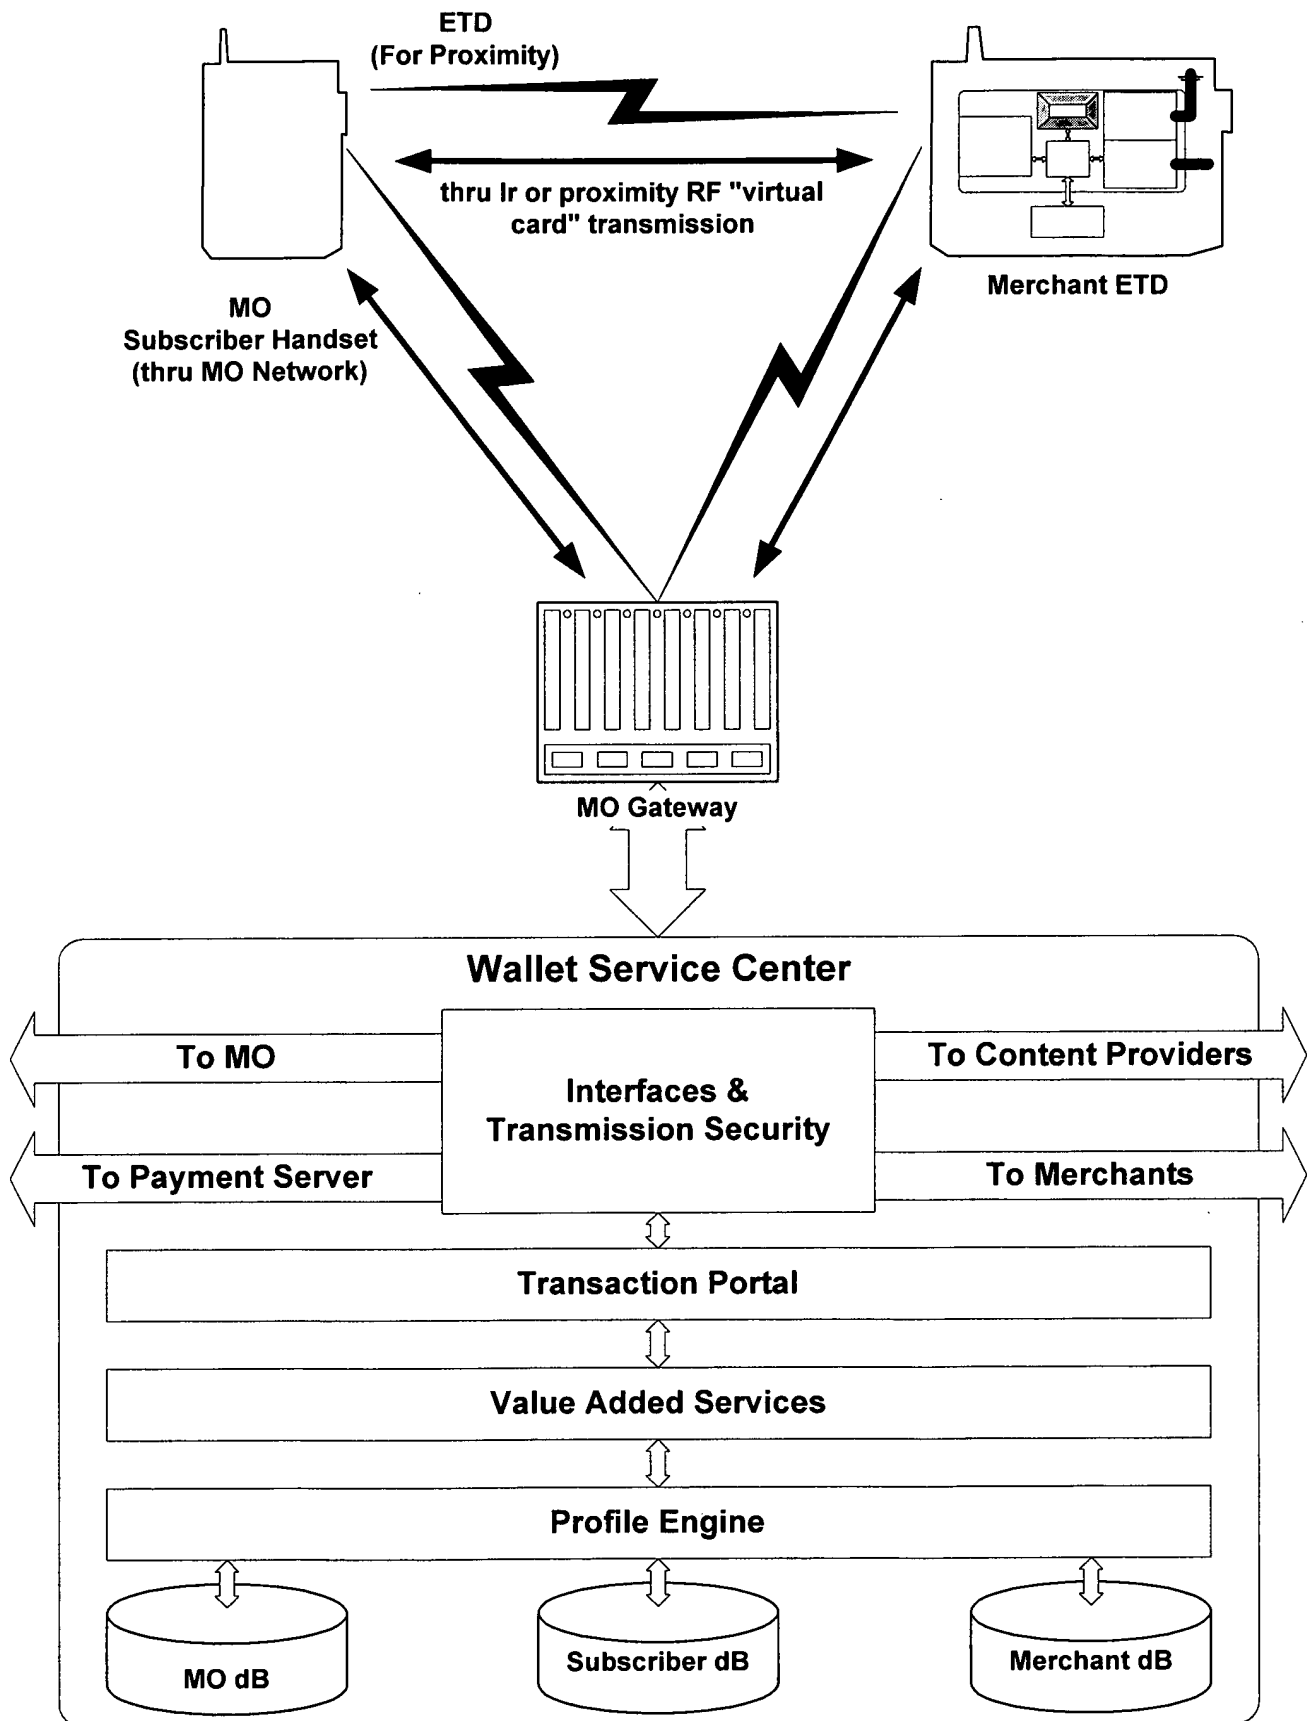 ETD
(For Proximity)
thru Ir or proximity RF "virtual
card" transmission
Merchant ETD
MO
Subscriber Handset
(thru MO Network)
MO Gateway
Wallet Service Center
To MO
To Content Providers
Interfaces &
Transmission Security
To Payment Server
To Merchants
Transaction Portal
Value Added Services
Profile Engine
MO dB
Subscriber dB
Merchant dB